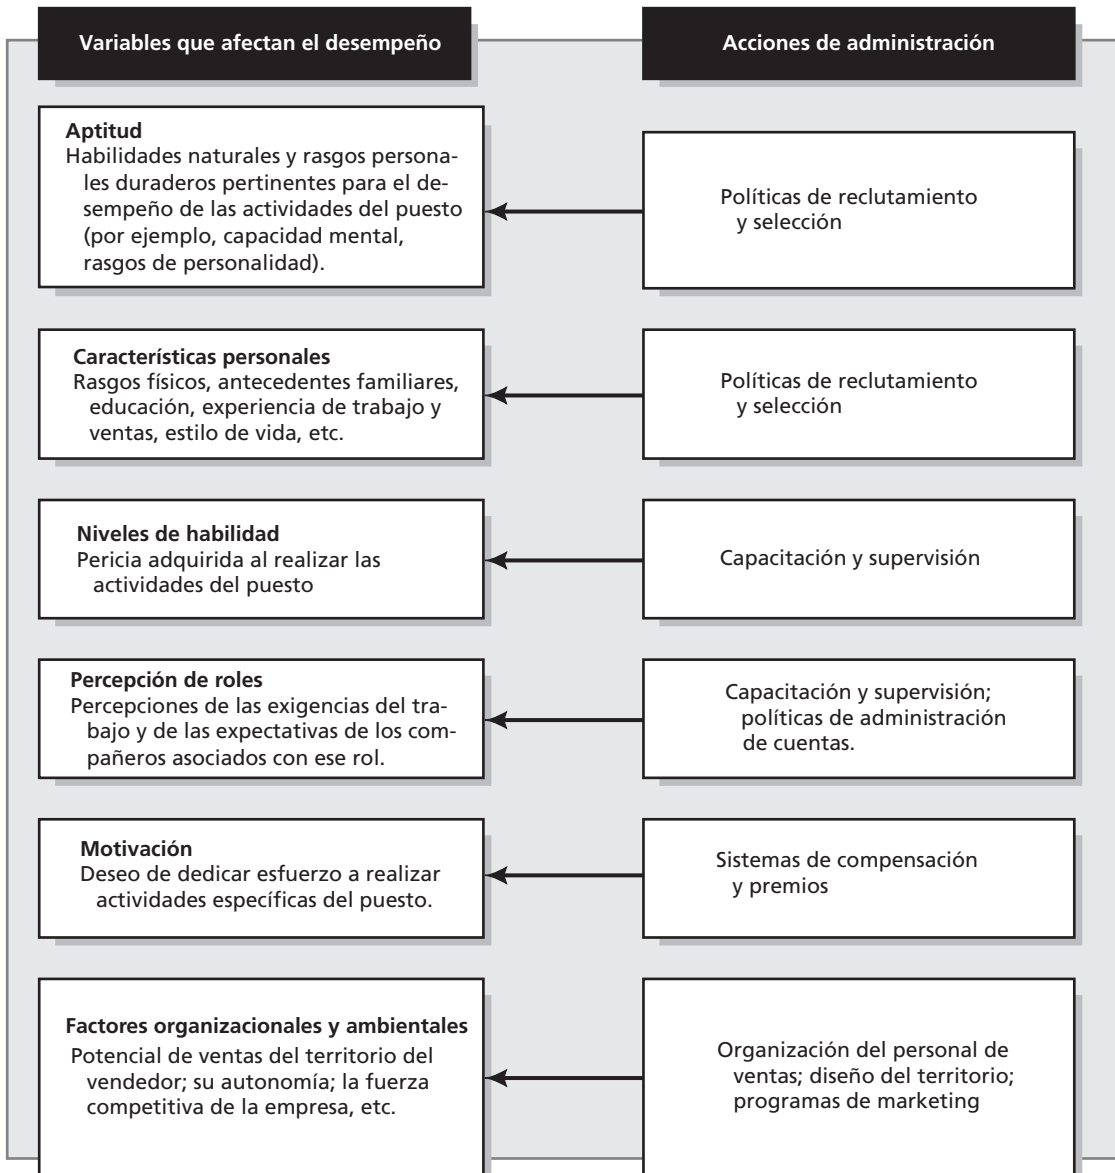 Variables que afectan el desempeño
Acciones de administración
Aptitud
Habilidades naturales y rasgos persona-
les duraderos pertinentes para el de-
sempeño de las actividades del puesto
(por ejemplo, capacidad mental,
rasgos de personalidad).
Políticas de reclutamiento
y selección
Características personales
Rasgos físicos, antecedentes familiares,
educación, experiencia de trabajo y
ventas, estilo de vida, etc.
Políticas de reclutamiento
y selección
Niveles de habilidad
Pericia adquirida al realizar las
actividades del puesto
Capacitación y supervisión
Percepción de roles
Percepciones de las exigencias del tra-
bajo y de las expectativas de los com-
pañeros asociados con ese rol.
Capacitación y supervisión;
políticas de administración
de cuentas.
Motivación
Deseo de dedicar esfuerzo a realizar
actividades específicas del puesto.
Sistemas de compensación
y premios
Factores organizacionales y ambientales
Potencial de ventas del territorio del
vendedor; su autonomía; la fuerza
competitiva de la empresa, etc.
Organización del personal de
ventas; diseño del territorio;
programas de marketing